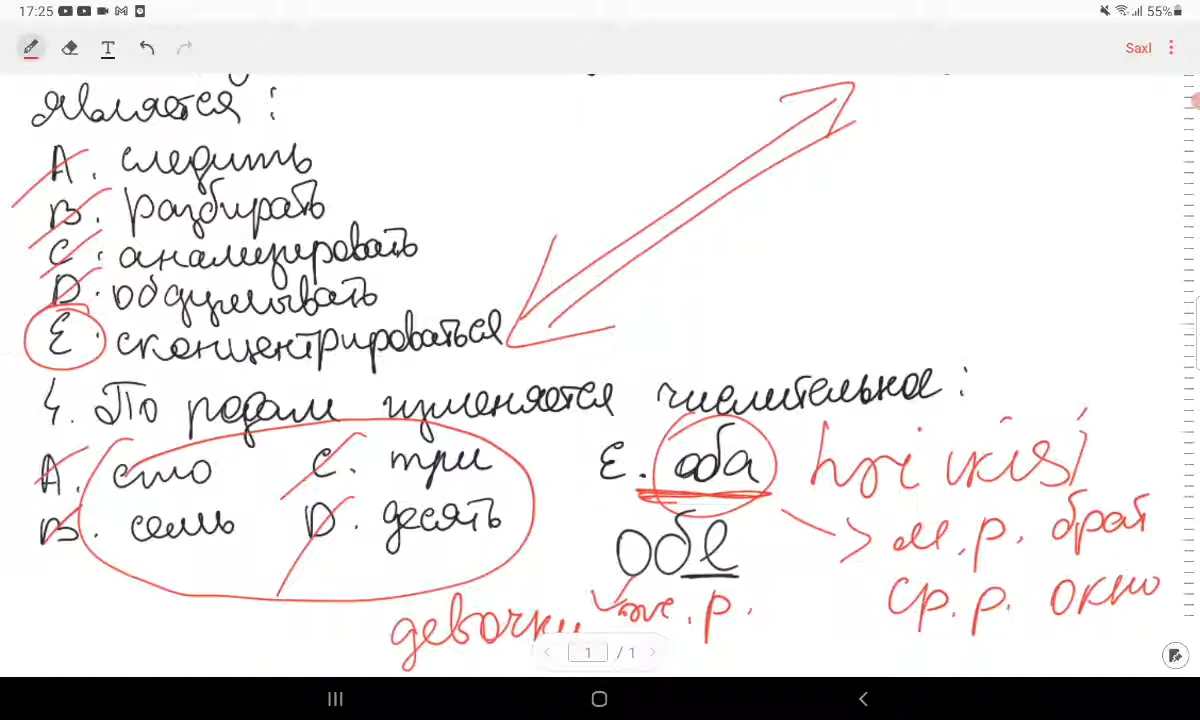 17:25 55%
T Saxl
является:
A. следить
B. разбирать
C. анализировать
D. обдумывать
E. сконцентрироваться
4. По родам изменяется числительное:
A. сто C. три E. оба hər ikisi
B. семь D. десять Обе м.р. брат
девочки ж.р. ср.р. окно
1 / 1